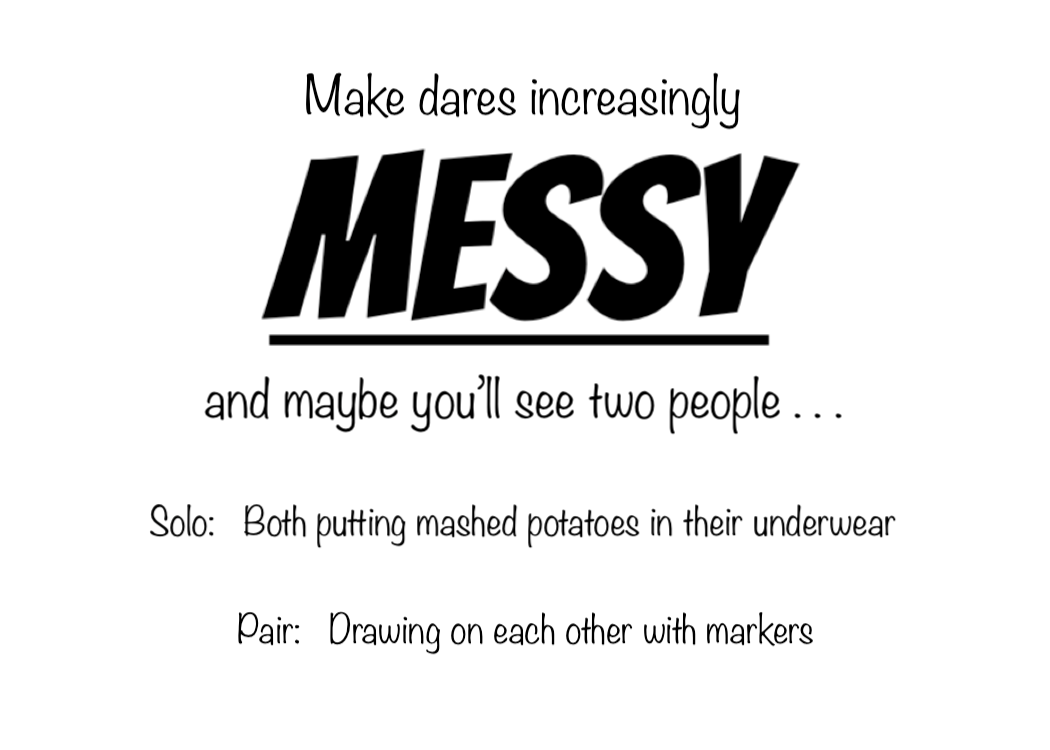 Make dares increasingly
MESSY
and maybe you’ll see two people . . .
Solo: Both putting mashed potatoes in their underwear
Pair: Drawing on each other with markers